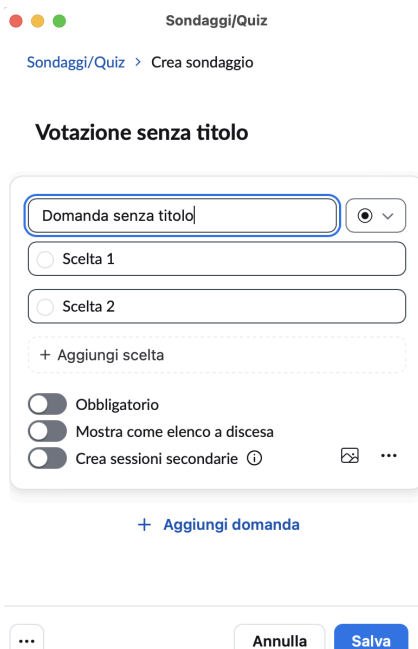 Sondaggi/Quiz
Sondaggi/Quiz > Crea sondaggio
Votazione senza titolo
Domanda senza titolo
Scelta 1
Scelta 2
+ Aggiungi scelta
Obbligatorio
Mostra come elenco a discesa
Crea sessioni secondarie
+ Aggiungi domanda
Annulla Salva